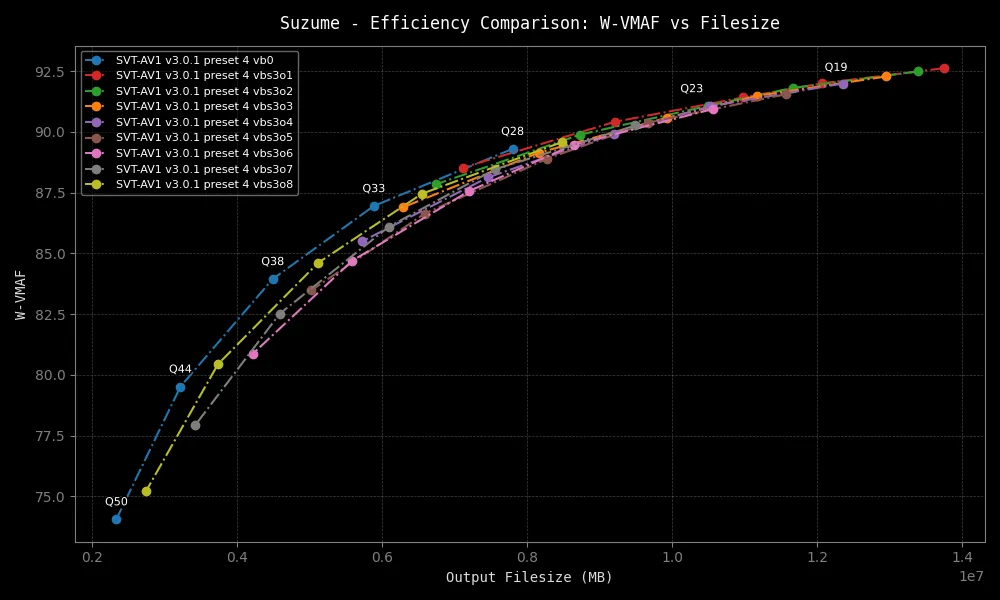 Suzume - Efficiency Comparison: W-VMAF vs Filesize
SVT-AV1 v3.0.1 preset 4 vb0
SVT-AV1 v3.0.1 preset 4 vbs3o1
SVT-AV1 v3.0.1 preset 4 vbs3o2
SVT-AV1 v3.0.1 preset 4 vbs3o3
SVT-AV1 v3.0.1 preset 4 vbs3o4
SVT-AV1 v3.0.1 preset 4 vbs3o5
SVT-AV1 v3.0.1 preset 4 vbs3o6
SVT-AV1 v3.0.1 preset 4 vbs3o7
SVT-AV1 v3.0.1 preset 4 vbs3o8
Q19
Q23
Q28
Q33
Q38
Q44
Q50
92.5
90.0
87.5
85.0
82.5
80.0
77.5
75.0
W-VMAF
0.2 0.4 0.6 0.8 1.0 1.2 1.4
1e7
Output Filesize (MB)